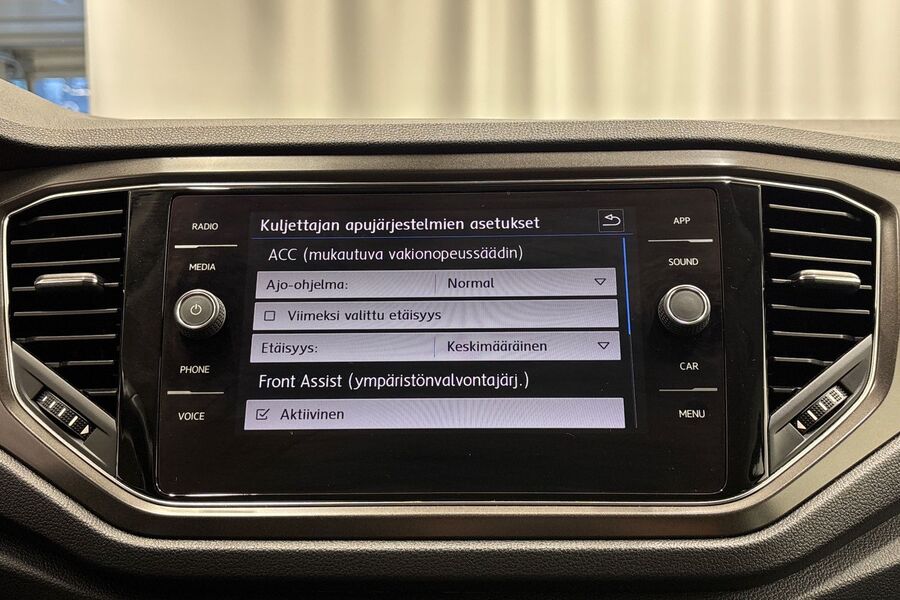 RADIO
MEDIA
PHONE
VOICE
Kuljettajan apujärjestelmien asetukset
ACC (mukautuva vakionopeussäädin)
Ajo-ohjelma: Normal
Viimeksi valittu etäisyys
Etäisyys: Keskimääräinen
Front Assist (ympäristönvalvontajärj.)
Aktiivinen
APP
SOUND
CAR
MENU